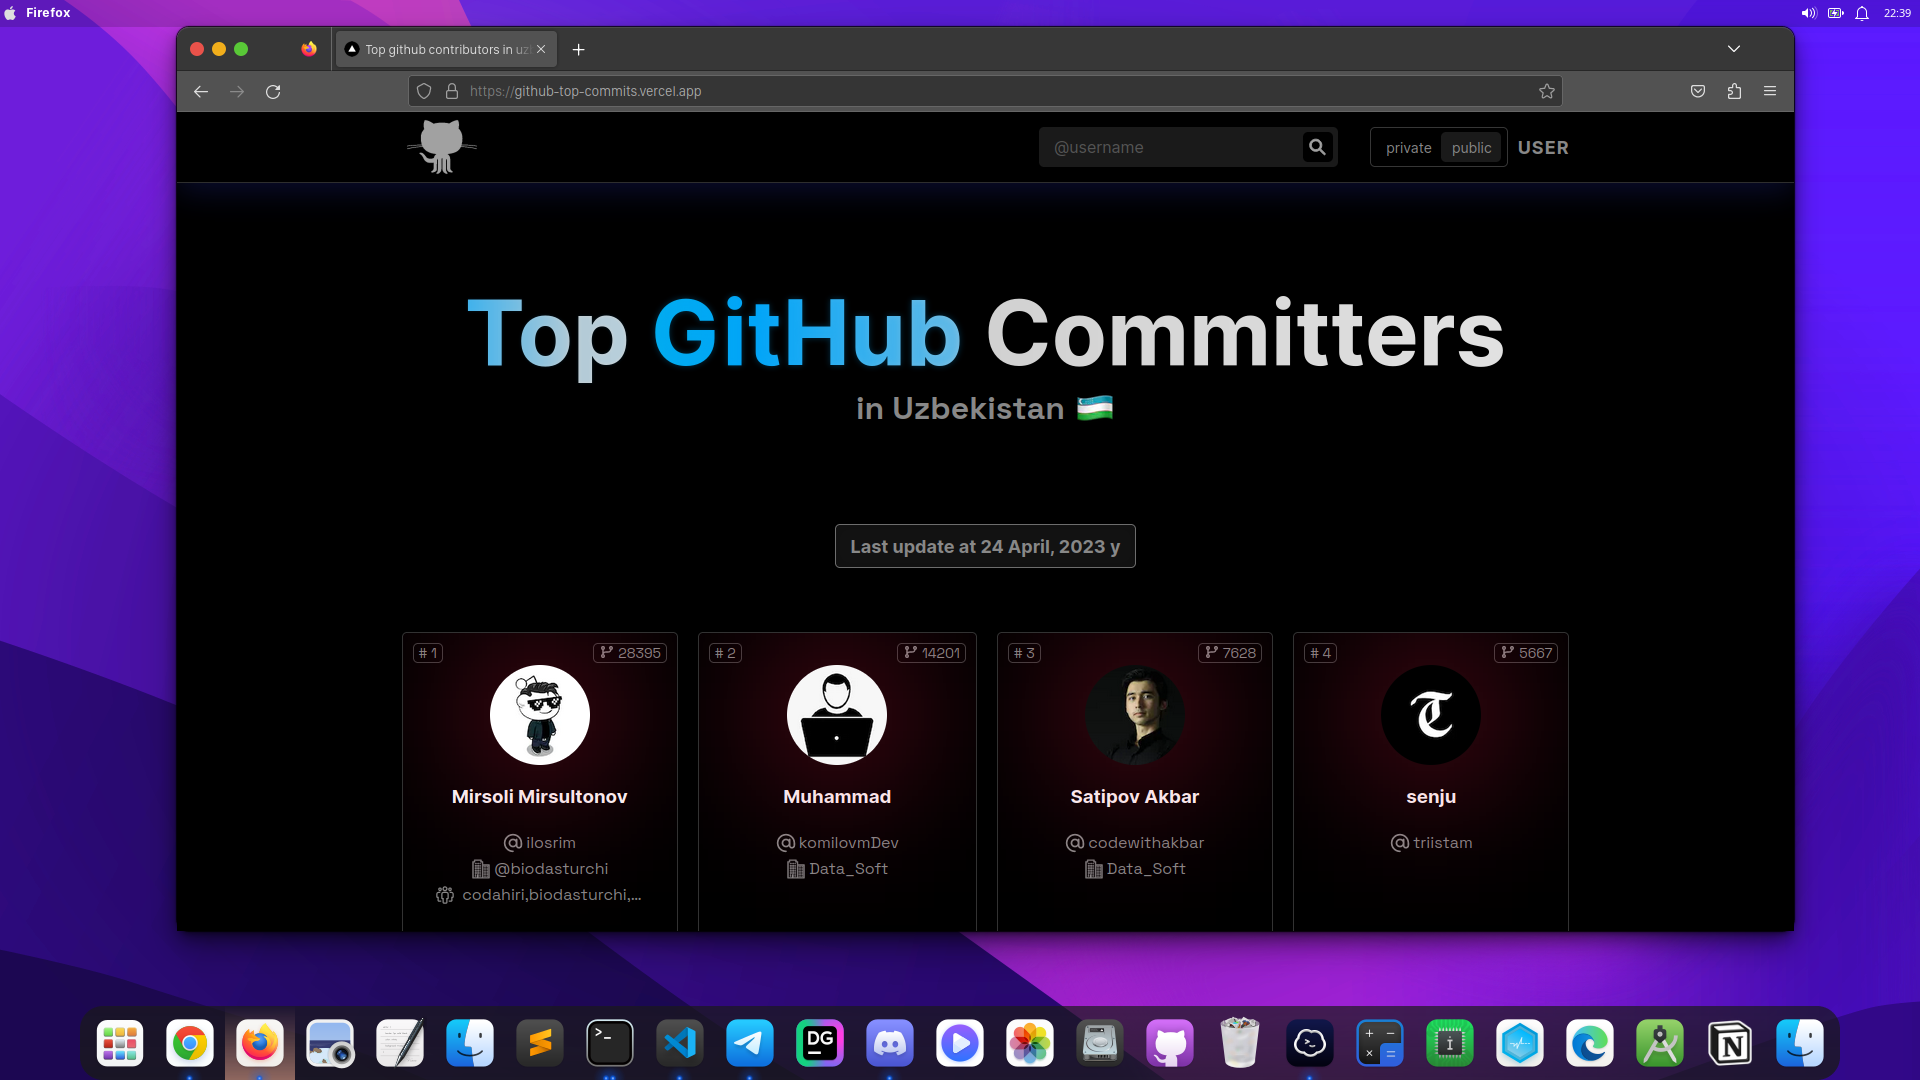 Firefox
22:39
Top github contributors in uz
https://github-top-commits.vercel.app
@username
private public USER
Top GitHub Committers
in Uzbekistan 🇺🇿
Last update at 24 April, 2023 y
# 1 28395
Mirsoli Mirsultonov
@ ilosrim
@biodasturchi
codahiri,biodasturchi,...
# 2 14201
Muhammad
@ komilovmDev
Data_Soft
# 3 7628
Satipov Akbar
@ codewithakbar
Data_Soft
# 4 5667
senju
@ triistam
>-
DG
I
N